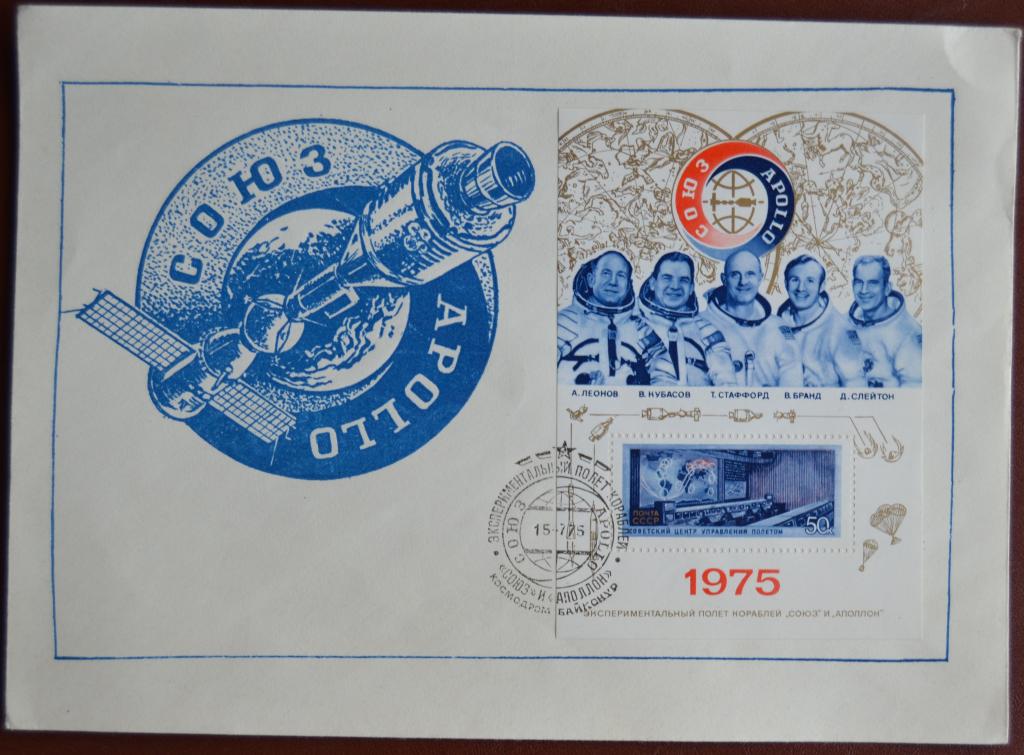 СОЮЗ
APOLLO
СОЮЗ
APOLLO
А. ЛЕОНОВ В. КУБАСОВ Т. СТАФФОРД В. БРАНД Д. СЛЕЙТОН
ПОЧТА
СССР
50к
СОВЕТСКИЙ ЦЕНТР УПРАВЛЕНИЯ ПОЛЕТОМ
1975
ЭКСПЕРИМЕНТАЛЬНЫЙ ПОЛЕТ КОРАБЛЕЙ „СОЮЗ" И „АПОЛЛОН"
• ЭКСПЕРИМЕНТАЛЬНЫЙ ПОЛЕТ КОРАБЛЕЙ •
«СОЮЗ» И «АПОЛЛОН»
СОЮЗ
APOLLO
15-7-75
КОСМОДРОМ БАЙКОНУР